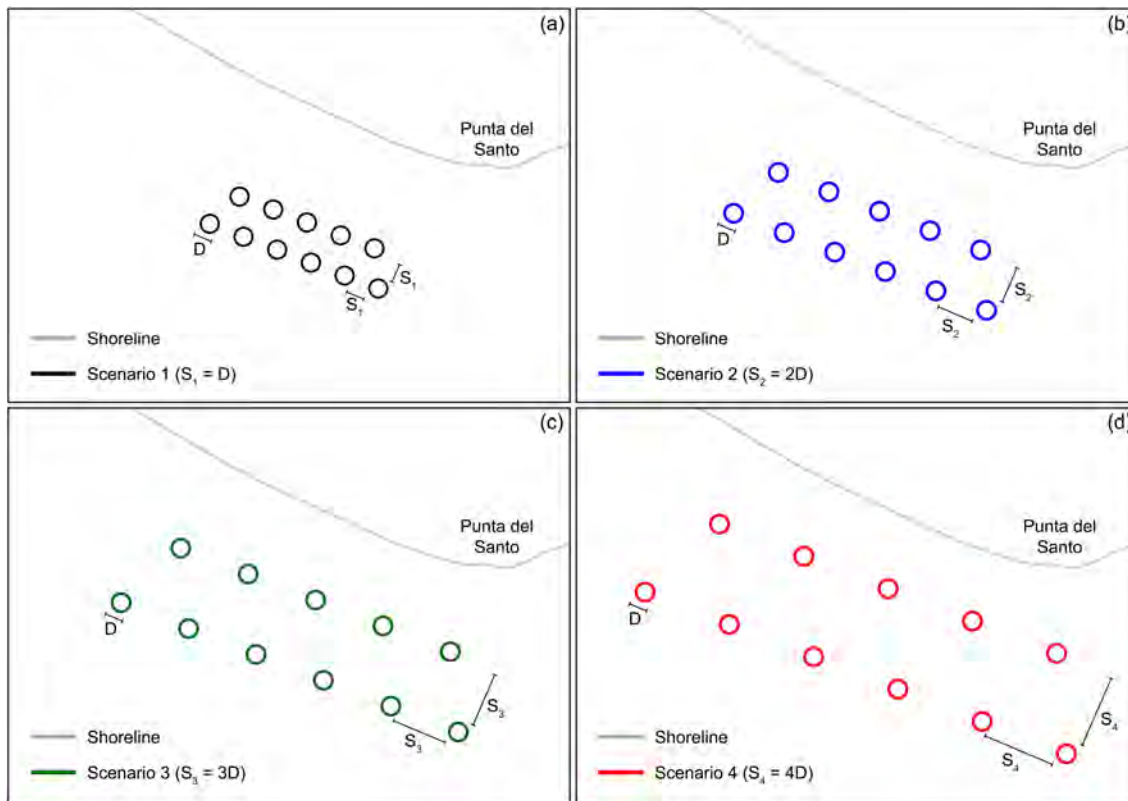 (a)
Punta del
Santo
D
S₁
S₁
Shoreline
Scenario 1 (S₁ = D)
(b)
Punta del
Santo
D
S₂
S₂
Shoreline
Scenario 2 (S₂ = 2D)
(c)
Punta del
Santo
D
S₃
S₃
Shoreline
Scenario 3 (S₃ = 3D)
(d)
Punta del
Santo
D
S₄
S₄
Shoreline
Scenario 4 (S₄ = 4D)